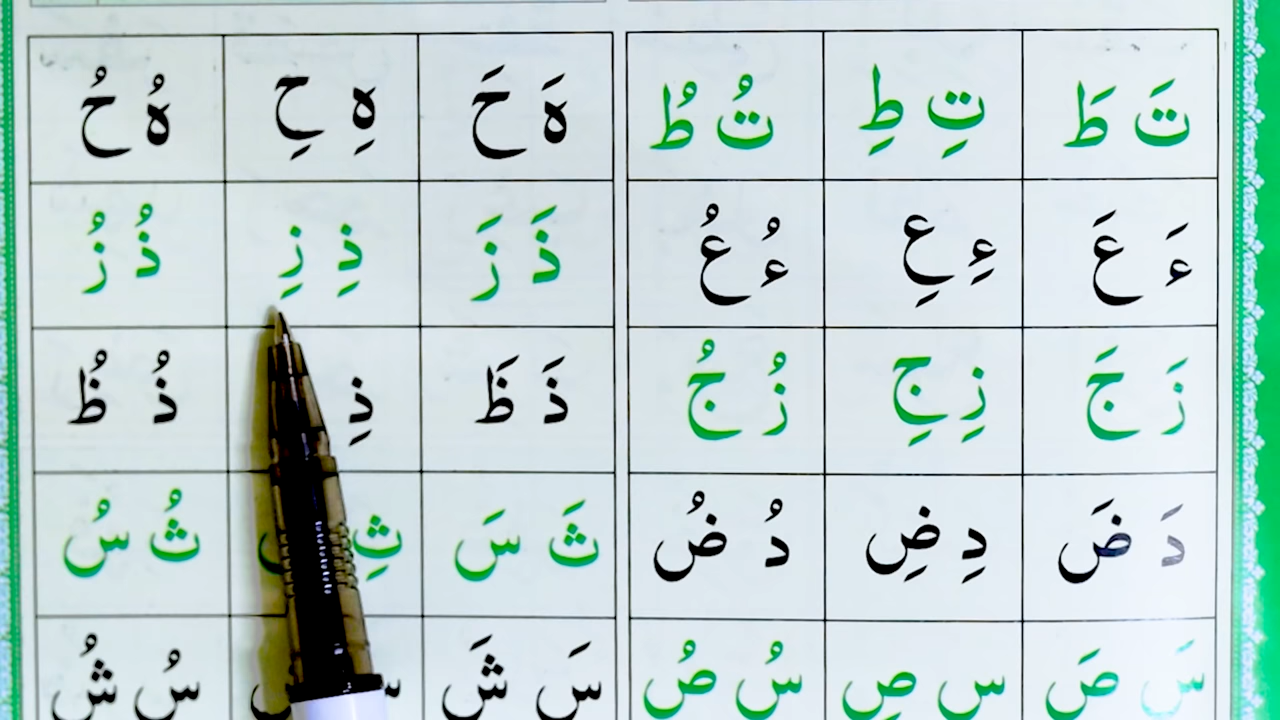 تَ طَ تِ طِ تُ طُ هَ حَ هِ حِ هُ حُ
ءَ عَ ءِ عِ ءُ عُ ذَ زَ ذِ زِ ذُ زُ
زَ جَ زِ جِ زُ جُ ذَ ظَ ذِ ذُ ظُ
دَ ضَ دِ ضِ دُ ضُ ثَ سَ ثِ ثُ سُ
سَ صَ سِ صِ سُ صُ سَ شَ سُ شُ